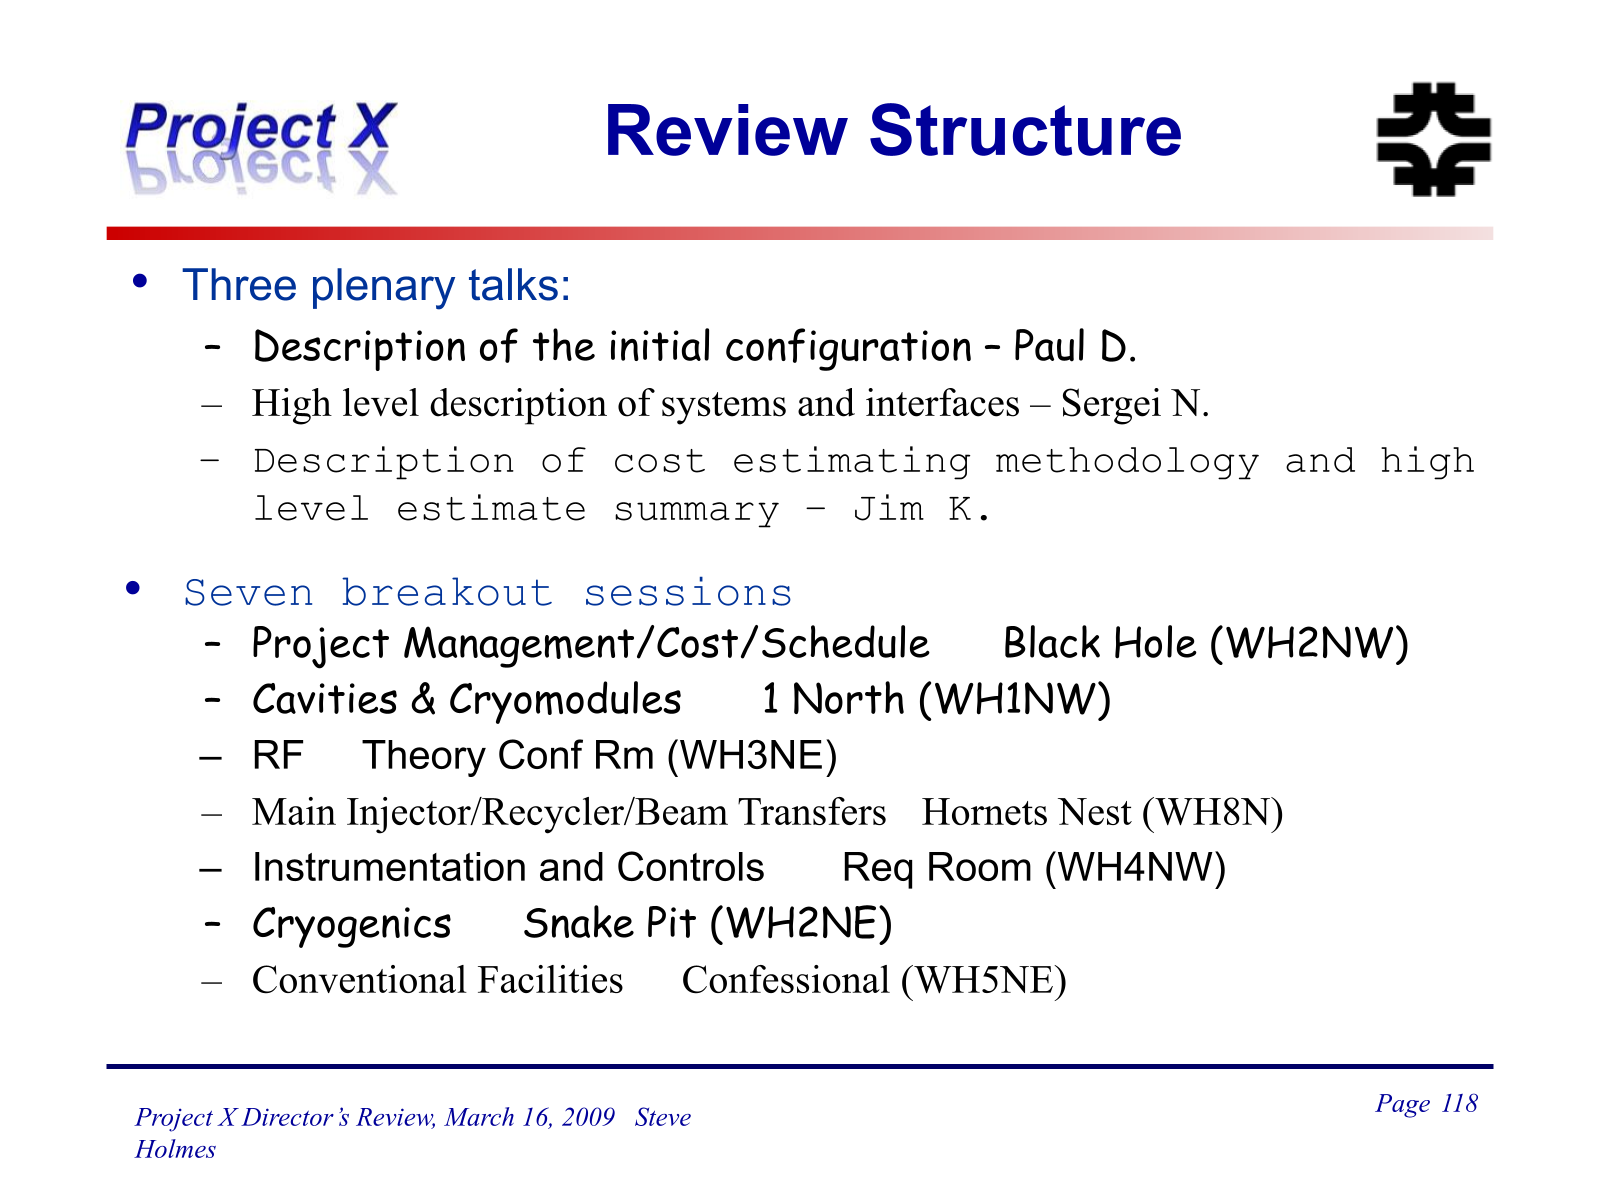 Project X
Review Structure
• Three plenary talks:
– Description of the initial configuration – Paul D.
– High level description of systems and interfaces – Sergei N.
– Description of cost estimating methodology and high
level estimate summary – Jim K.
• Seven breakout sessions
– Project Management/Cost/Schedule Black Hole (WH2NW)
– Cavities & Cryomodules 1 North (WH1NW)
– RF Theory Conf Rm (WH3NE)
– Main Injector/Recycler/Beam Transfers Hornets Nest (WH8N)
– Instrumentation and Controls Req Room (WH4NW)
– Cryogenics Snake Pit (WH2NE)
– Conventional Facilities Confessional (WH5NE)
Project X Director’s Review, March 16, 2009 Steve
Holmes
Page 118